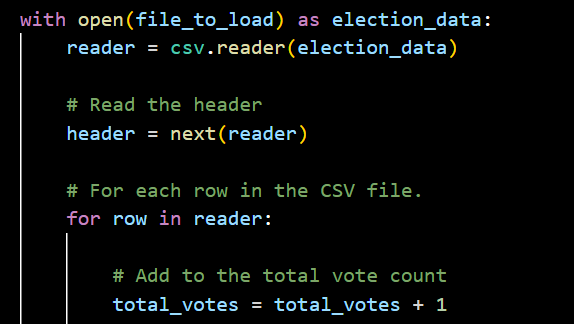 with open(file_to_load) as election_data:
    reader = csv.reader(election_data)

    # Read the header
    header = next(reader)

    # For each row in the CSV file.
    for row in reader:

        # Add to the total vote count
        total_votes = total_votes + 1